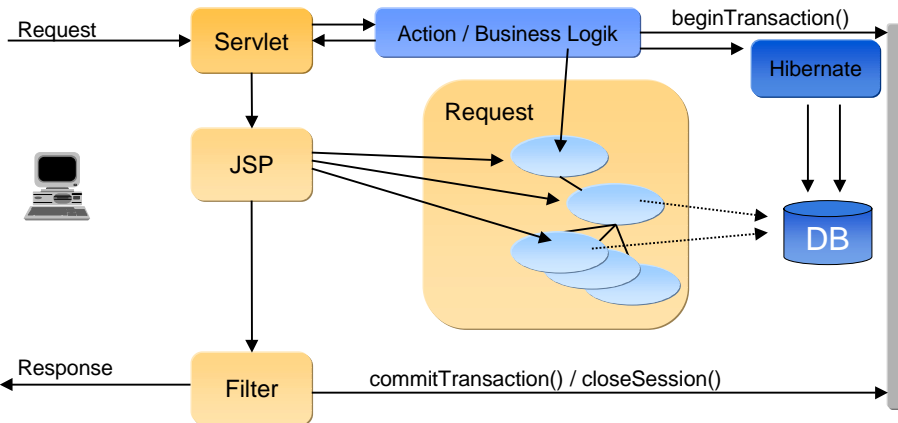 Request
Servlet
Action / Business Logik
beginTransaction()
Hibernate
Request
JSP
DB
Response
Filter
commitTransaction() / closeSession()